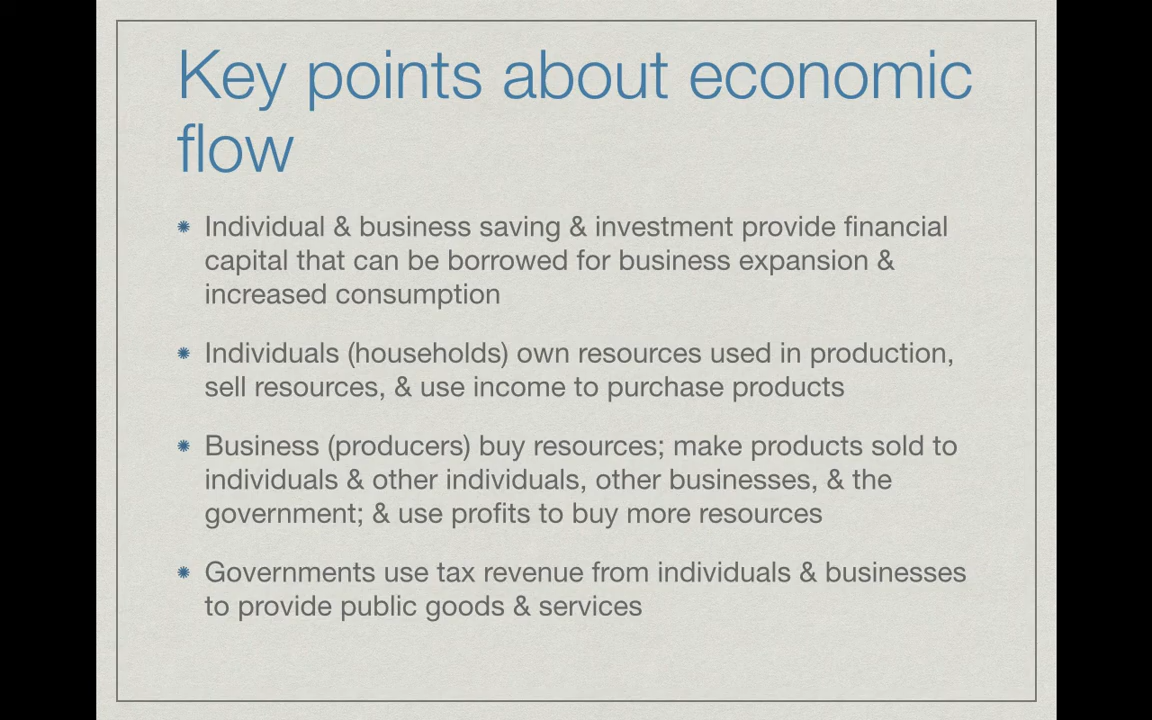 Key points about economic
flow
Individual & business saving & investment provide financial
capital that can be borrowed for business expansion &
increased consumption
Individuals (households) own resources used in production,
sell resources, & use income to purchase products
Business (producers) buy resources; make products sold to
individuals & other individuals, other businesses, & the
government; & use profits to buy more resources
Governments use tax revenue from individuals & businesses
to provide public goods & services